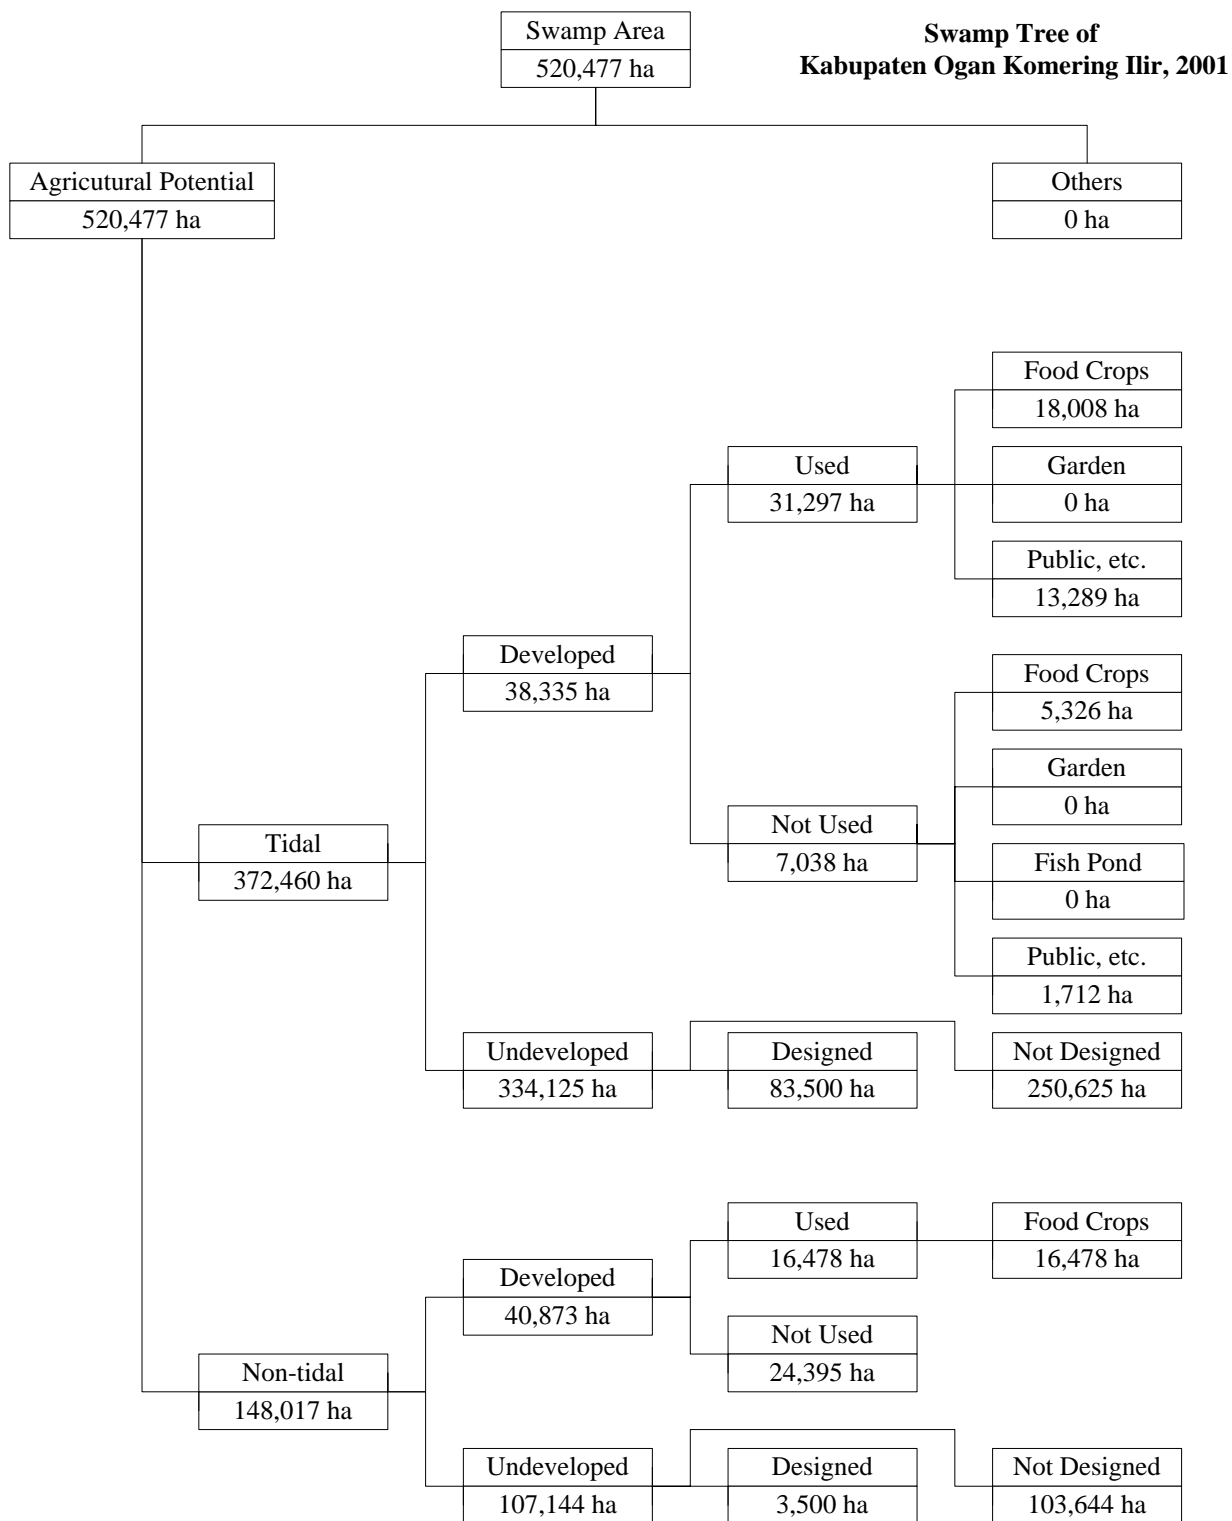 Swamp Area
520,477 ha
Swamp Tree of
Kabupaten Ogan Komering Ilir, 2001
Agricutural Potential
520,477 ha
Others
0 ha
Food Crops
18,008 ha
Used
31,297 ha
Garden
0 ha
Public, etc.
13,289 ha
Developed
38,335 ha
Food Crops
5,326 ha
Garden
0 ha
Tidal
372,460 ha
Not Used
7,038 ha
Fish Pond
0 ha
Public, etc.
1,712 ha
Undeveloped
334,125 ha
Designed
83,500 ha
Not Designed
250,625 ha
Used
16,478 ha
Food Crops
16,478 ha
Developed
40,873 ha
Not Used
24,395 ha
Non-tidal
148,017 ha
Undeveloped
107,144 ha
Designed
3,500 ha
Not Designed
103,644 ha